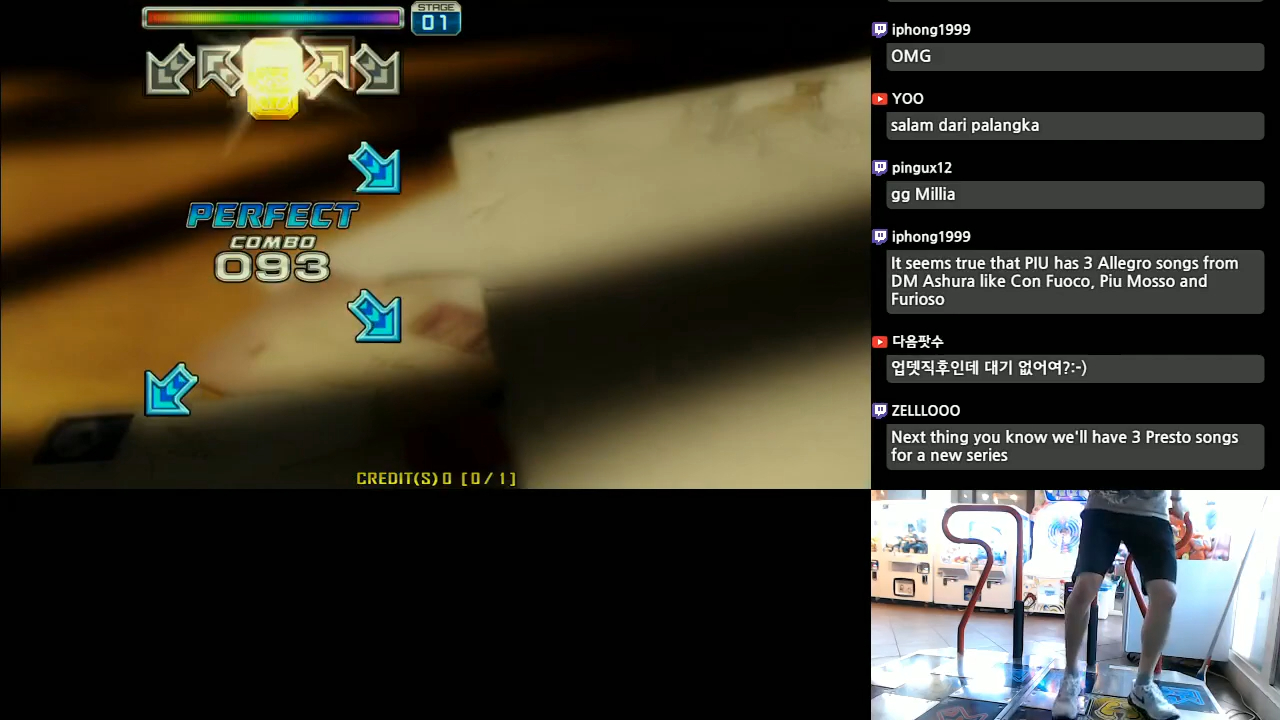 STAGE
01
PERFECT
COMBO
093
CREDIT(S) 0 [0/1]
iphong1999
OMG
YOO
salam dari palangka
pingux12
gg Millia
iphong1999
It seems true that PIU has 3 Allegro songs from
DM Ashura like Con Fuoco, Piu Mosso and
Furioso
다음팟수
업뎃직후인데 대기 없어여?:-)
ZELLLOOO
Next thing you know we'll have 3 Presto songs
for a new series